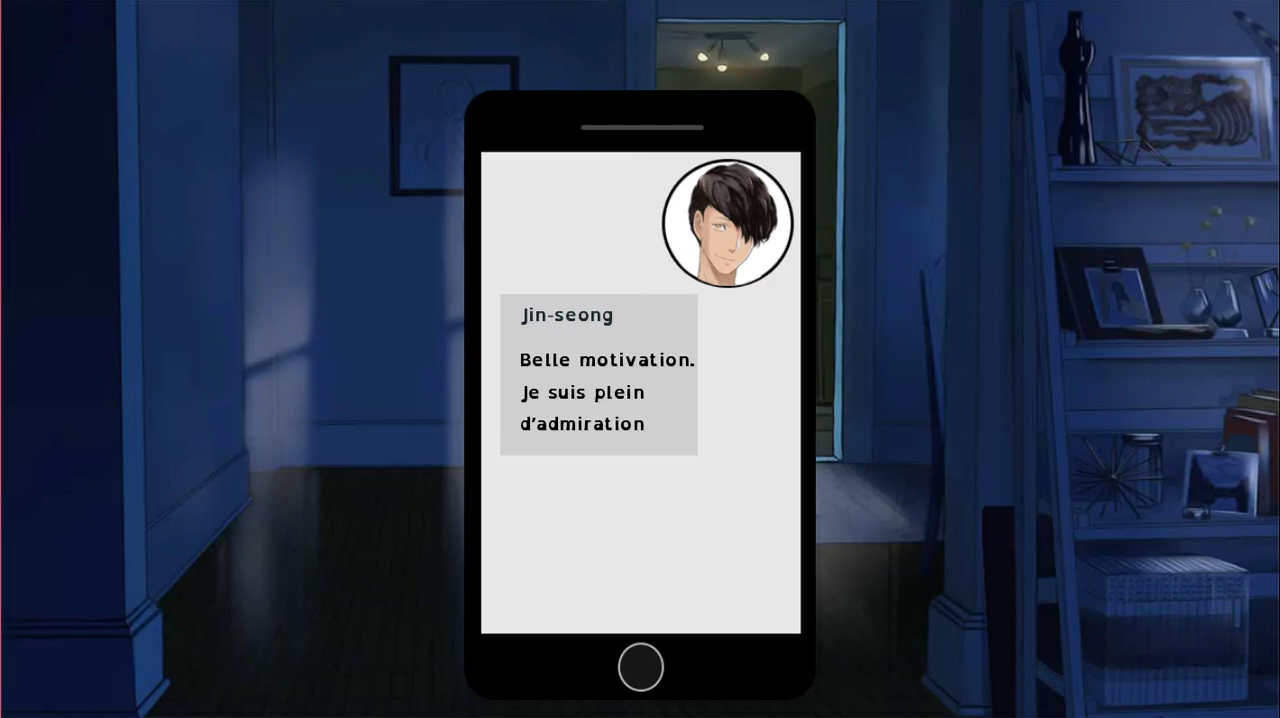 Jin-seong
Belle motivation.
Je suis plein
d'admiration